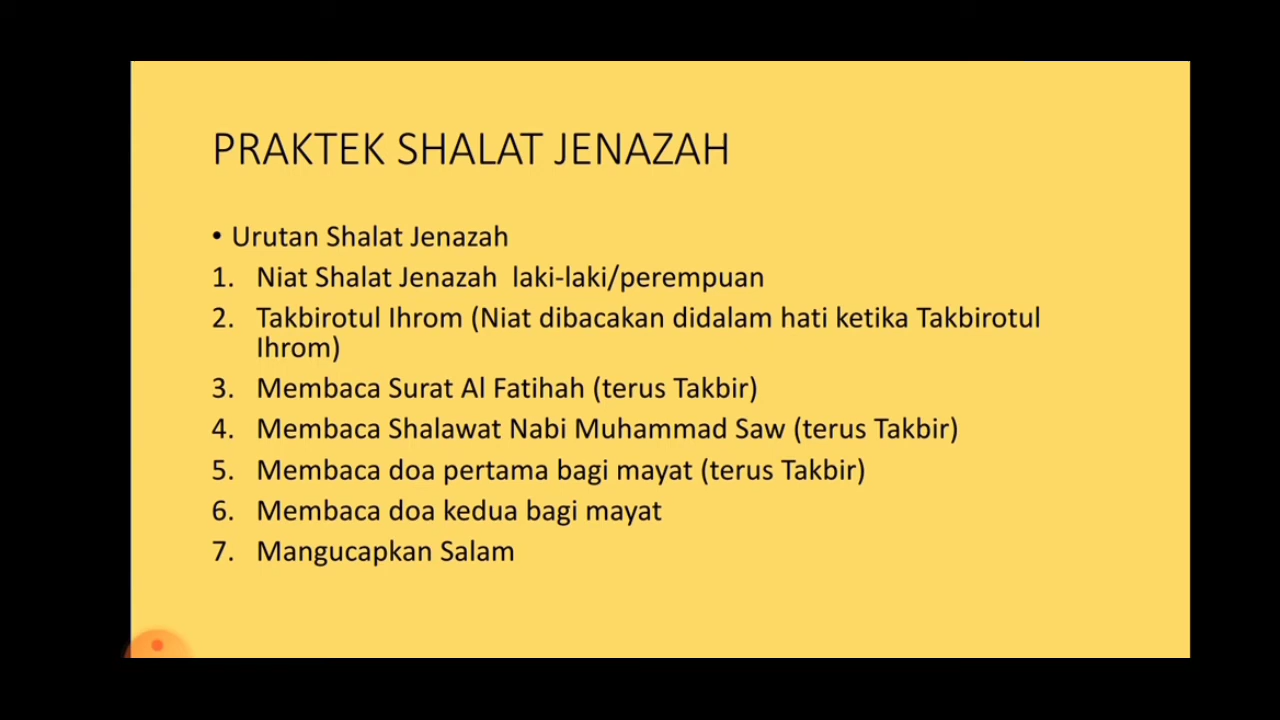 PRAKTEK SHALAT JENAZAH
• Urutan Shalat Jenazah
1. Niat Shalat Jenazah laki-laki/perempuan
2. Takbirotul Ihrom (Niat dibacakan didalam hati ketika Takbirotul
Ihrom)
3. Membaca Surat Al Fatihah (terus Takbir)
4. Membaca Shalawat Nabi Muhammad Saw (terus Takbir)
5. Membaca doa pertama bagi mayat (terus Takbir)
6. Membaca doa kedua bagi mayat
7. Mangucapkan Salam